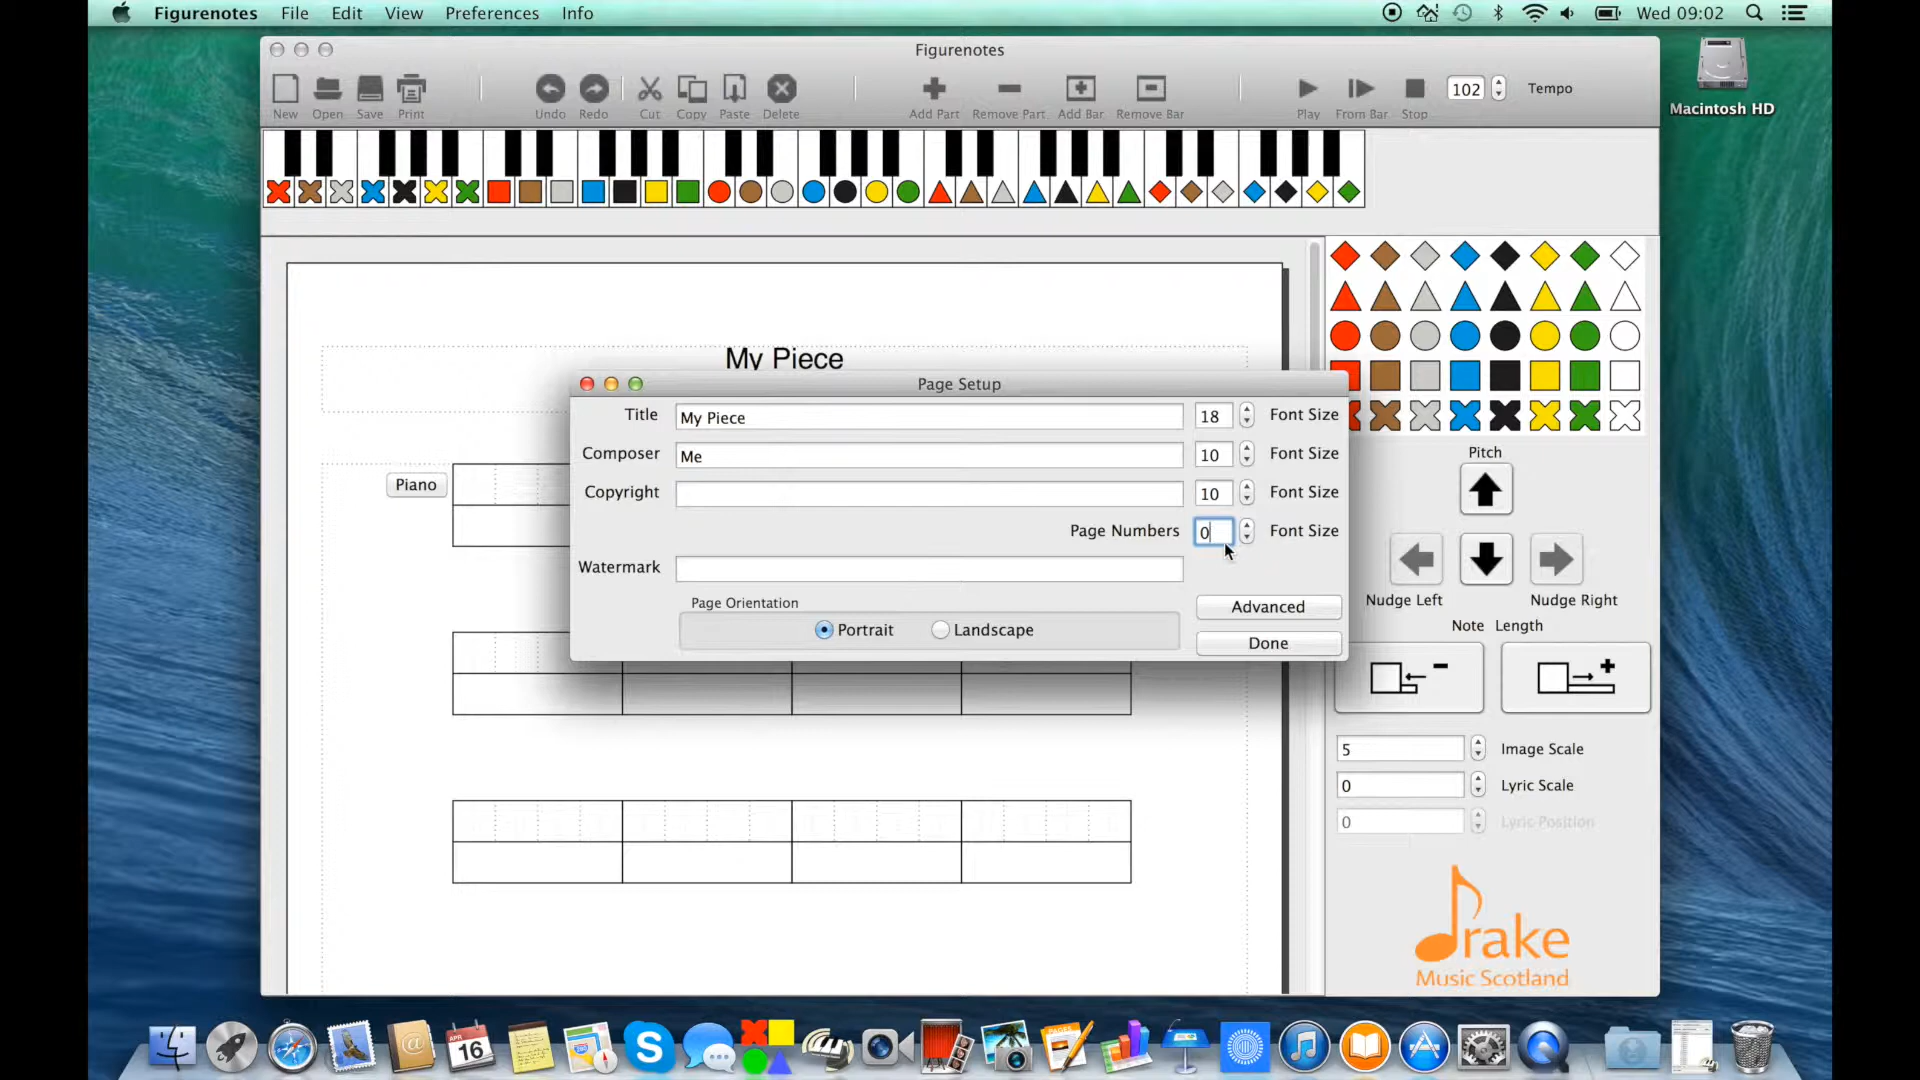 Figurenotes File Edit View Preferences Info Wed 09:02
Figurenotes
New Open Save Print Undo Redo Cut Copy Paste Delete Add Part Remove Part Add Bar Remove Bar Play From Bar Stop 102 Tempo
Macintosh HD
My Piece
Page Setup
Title My Piece 18 Font Size
Composer Me 10 Font Size
Copyright 10 Font Size
Page Numbers 0 Font Size
Watermark
Page Orientation
Portrait Landscape
Advanced
Done
Piano
Pitch
Nudge Left Nudge Right
Note Length
5 Image Scale
0 Lyric Scale
0 Lyric Position
Drake
Music Scotland
APR
16
PAGES